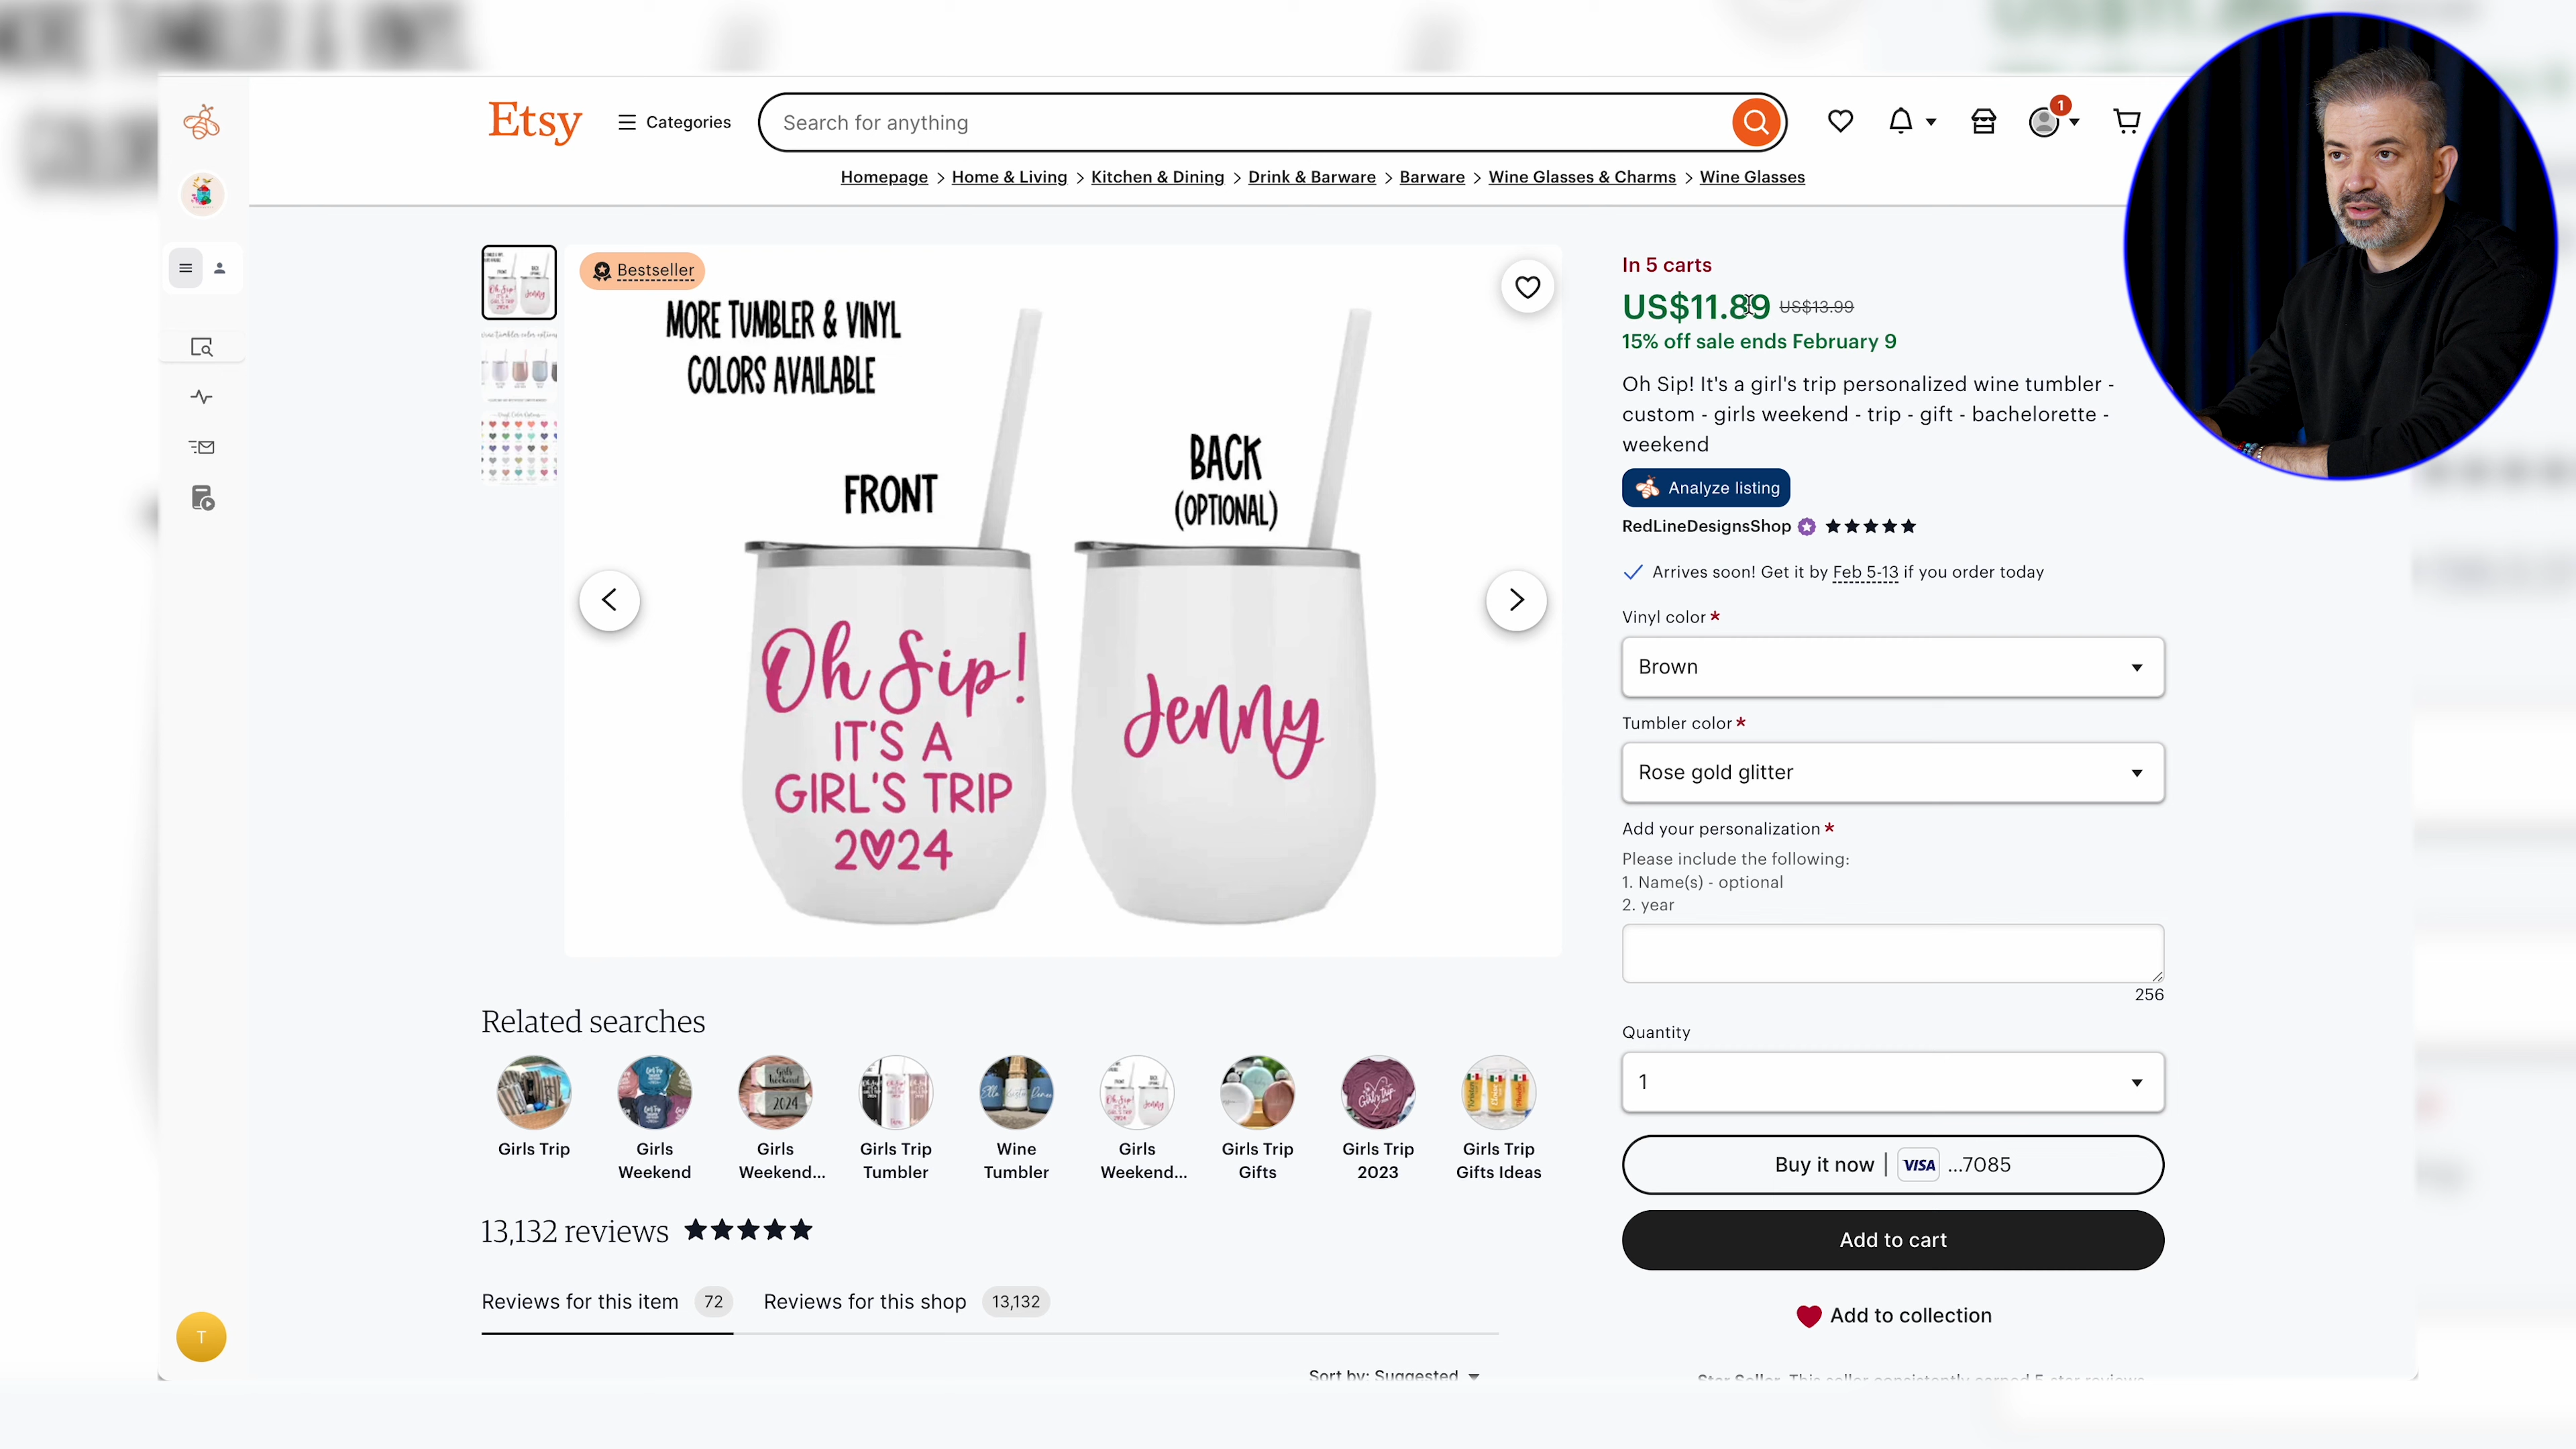 Etsy
Categories
Search for anything
1
Homepage > Home & Living > Kitchen & Dining > Drink & Barware > Barware > Wine Glasses & Charms > Wine Glasses
Bestseller
MORE TUMBLER & VINYL
COLORS AVAILABLE
FRONT
BACK
(OPTIONAL)
Oh Sip!
IT'S A
GIRL'S TRIP
2024
Jenny
In 5 carts
US$11.89 US$13.99
15% off sale ends February 9
Oh Sip! It's a girl's trip personalized wine tumbler -
custom - girls weekend - trip - gift - bachelorette -
weekend
Analyze listing
RedLineDesignsShop
Arrives soon! Get it by Feb 5-13 if you order today
Vinyl color *
Brown
Tumbler color *
Rose gold glitter
Add your personalization *
Please include the following:
1. Name(s) - optional
2. year
256
Quantity
1
Buy it now | VISA ...7085
Add to cart
Add to collection
Related searches
Girls Trip
Girls
Weekend
Girls
Weekend...
Girls Trip
Tumbler
Wine
Tumbler
Girls
Weekend...
Girls Trip
Gifts
Girls Trip
2023
Girls Trip
Gifts Ideas
13,132 reviews
Reviews for this item 72
Reviews for this shop 13,132
Sort by: Suggested
T